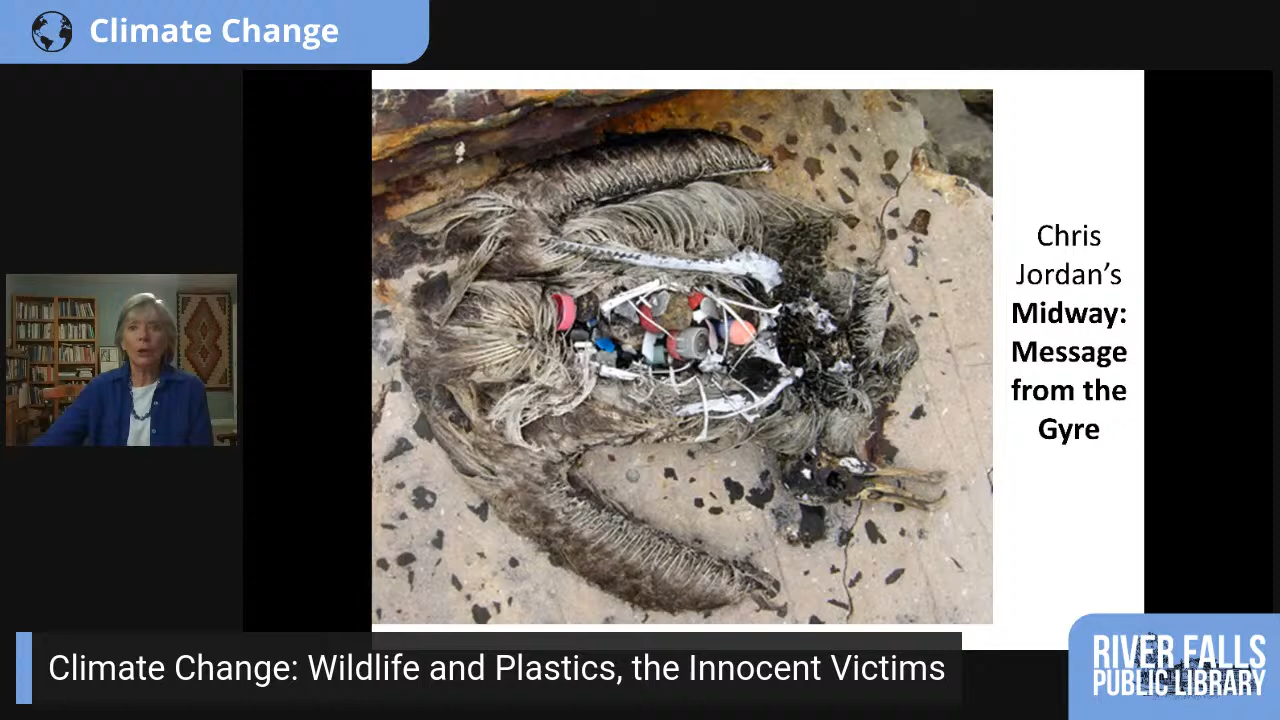 Climate Change
Chris
Jordan’s
Midway:
Message
from the
Gyre
Climate Change: Wildlife and Plastics, the Innocent Victims
RIVER FALLS
PUBLIC LIBRARY